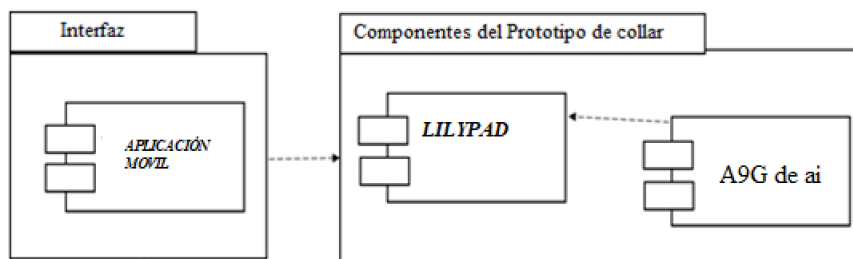 Interfaz
Componentes del Prototipo de collar
APLICACIÓN
MOVIL
LILYPAD
A9G de ai